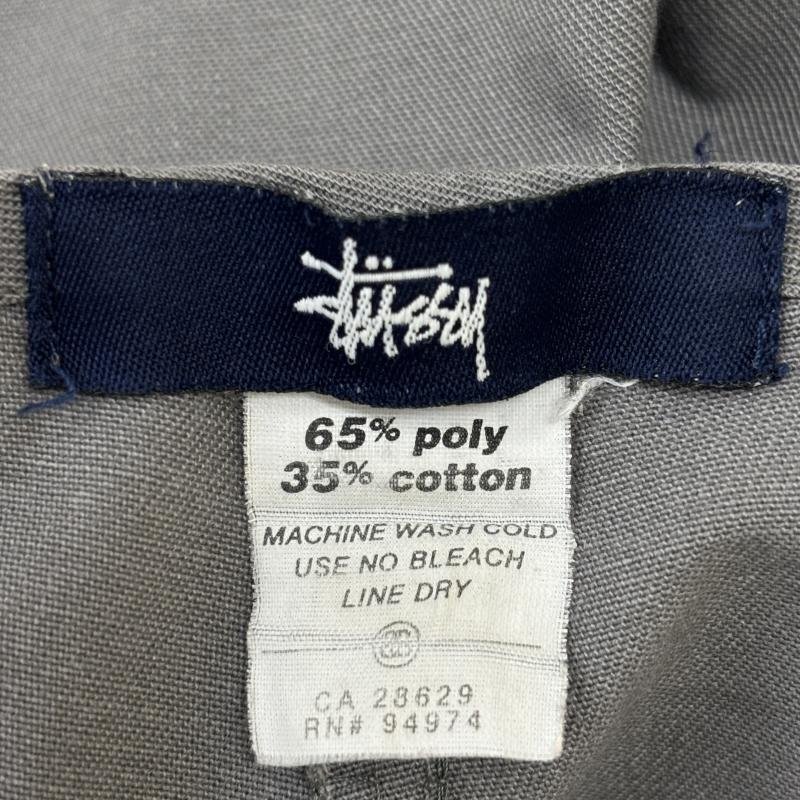 Stüssy
65% poly
35% cotton
MACHINE WASH COLD
USE NO BLEACH
LINE DRY
CA 28629
RN# 94974